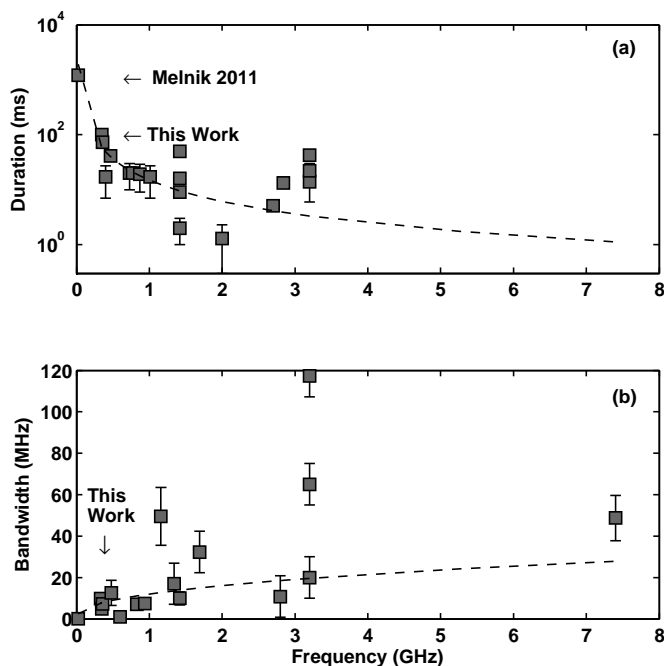 10^4
(a)
← Melnik 2011
10^2
← This Work
10^0
Duration (ms)
0 1 2 3 4 5 6 7 8
120
(b)
100
80
60
This
Work
↓
40
20
0
Bandwidth (MHz)
0 1 2 3 4 5 6 7 8
Frequency (GHz)